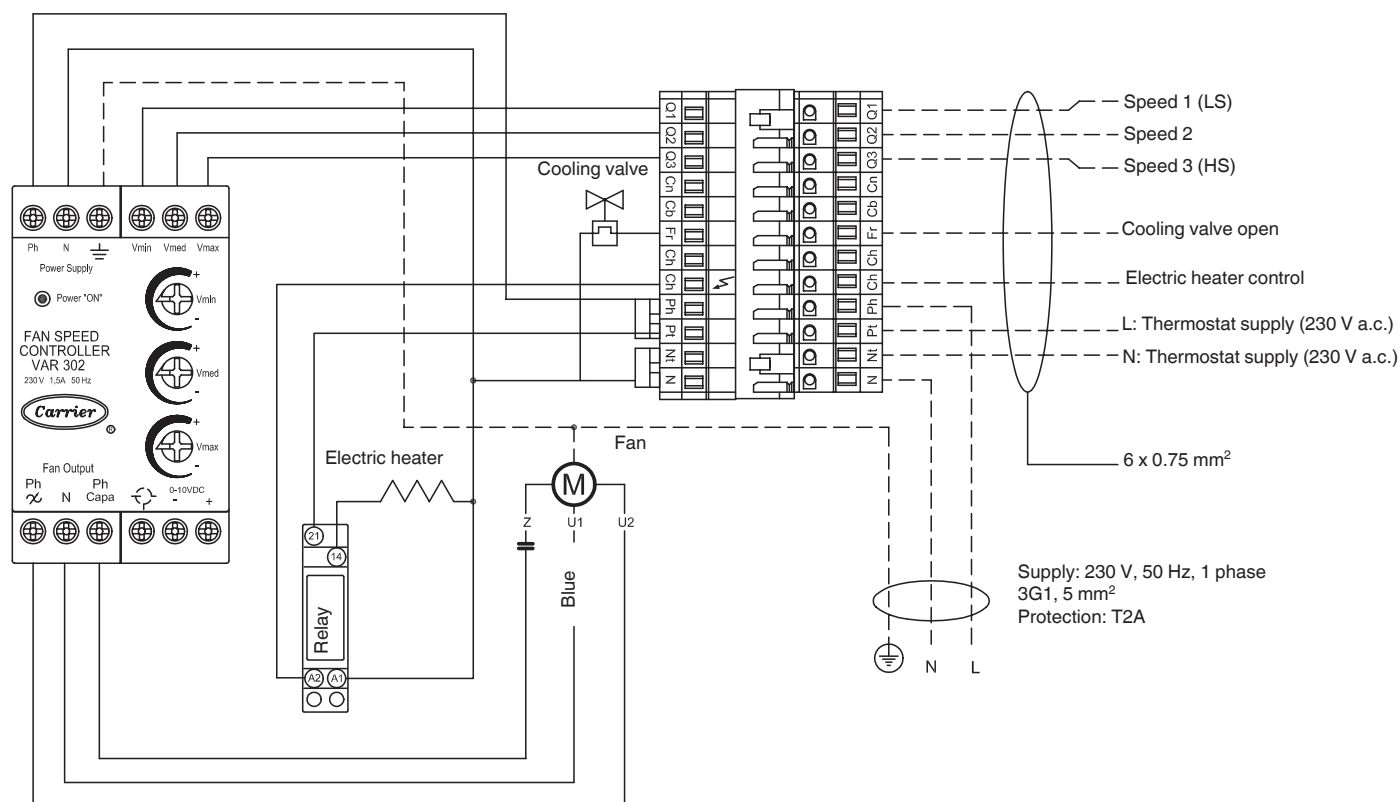 Ph N Vmin Vmed Vmax
Power Supply
Power "ON"
FAN SPEED
CONTROLLER
VAR 302
230 V 1,5A 50 Hz
Carrier
®
+
VmIn
-
+
Vmed
-
+
Vmax
-
Fan Output
Ph N Ph
Capa
0-10VDC
- +
Cooling valve
Electric heater
21
14
Relay
A2 A1
Fan
M
Z U1 U2
Blue
Q1
Q2
Q3
Cn
Cb
Fr
Ch
Ch
Ph
Pt
Nt
N
Q1
Q2
Q3
Cn
Cb
Fr
Ch
Ch
Ph
Pt
Nt
N
Speed 1 (LS)
Speed 2
Speed 3 (HS)
Cooling valve open
Electric heater control
L: Thermostat supply (230 V a.c.)
N: Thermostat supply (230 V a.c.)
6 x 0.75 mm²
Supply: 230 V, 50 Hz, 1 phase
3G1, 5 mm²
Protection: T2A
N L